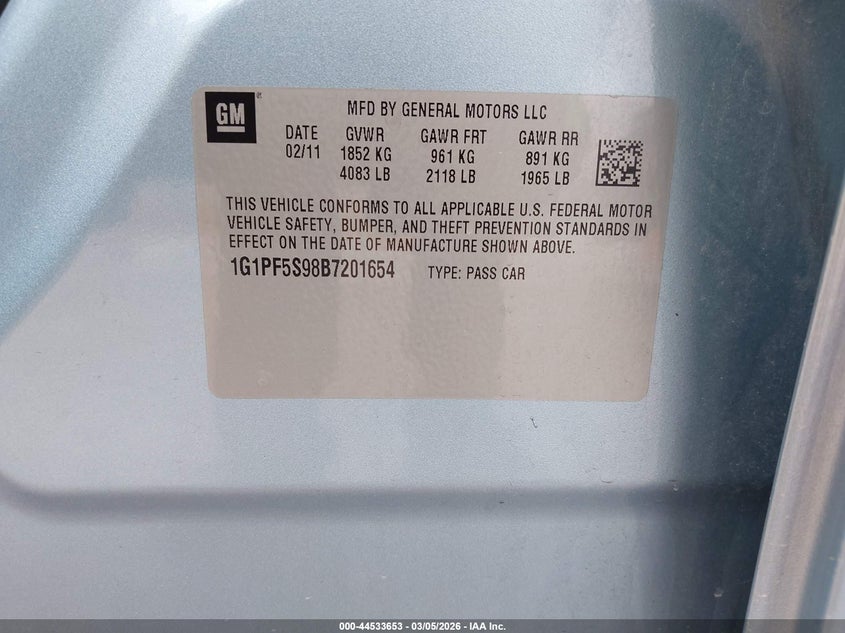 GM
MFD BY GENERAL MOTORS LLC
DATE GVWR GAWR FRT GAWR RR
02/11 1852 KG 961 KG 891 KG
4083 LB 2118 LB 1965 LB
THIS VEHICLE CONFORMS TO ALL APPLICABLE U.S. FEDERAL MOTOR
VEHICLE SAFETY, BUMPER, AND THEFT PREVENTION STANDARDS IN
EFFECT ON THE DATE OF MANUFACTURE SHOWN ABOVE.
1G1PF5S98B7201654 TYPE: PASS CAR
000-44533653 - 03/05/2026 - IAA Inc.